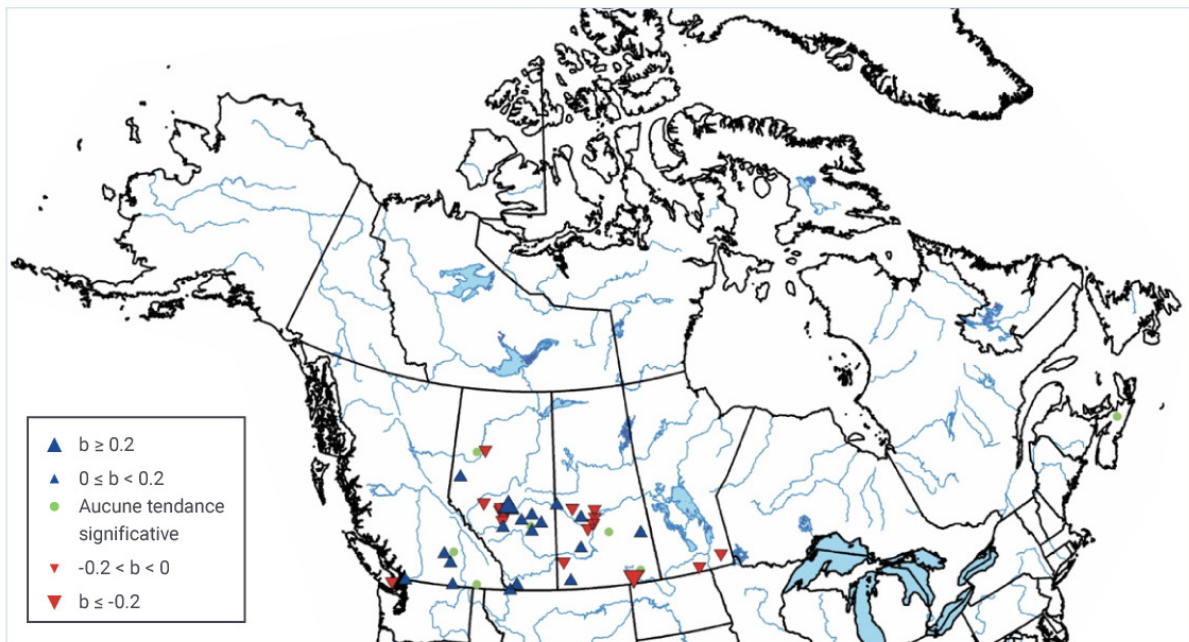 b ≥ 0.2
0 ≤ b < 0.2
Aucune tendance
significative
-0.2 < b < 0
b ≤ -0.2